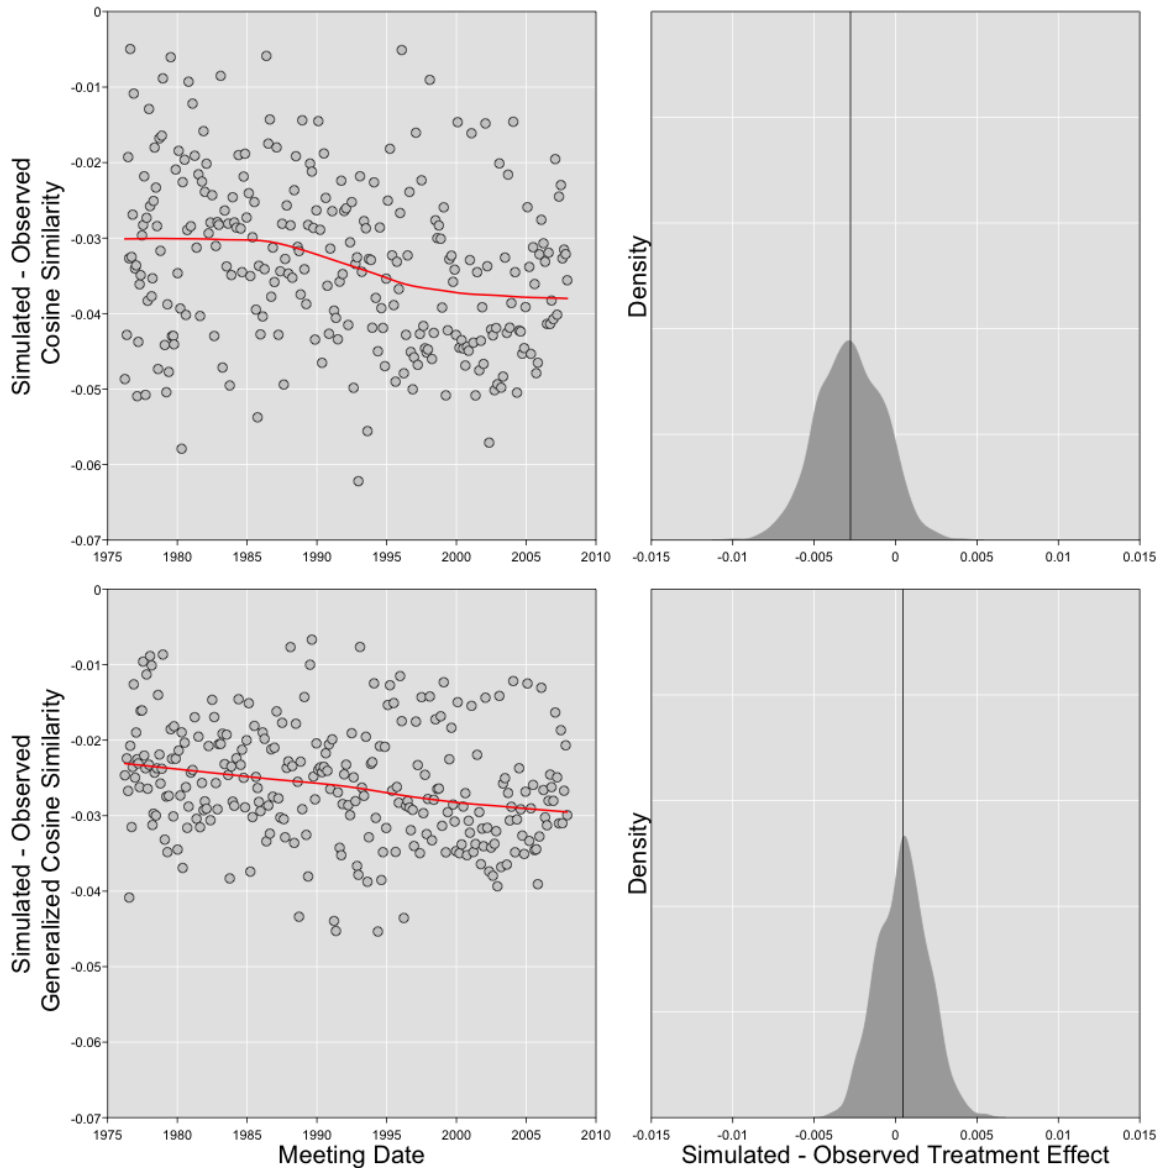 0
-0.01
-0.02
-0.03
-0.04
-0.05
-0.06
-0.07
Simulated - Observed
Cosine Similarity
1975 1980 1985 1990 1995 2000 2005 2010
Density
-0.015 -0.01 -0.005 0 0.005 0.01 0.015
0
-0.01
-0.02
-0.03
-0.04
-0.05
-0.06
-0.07
Simulated - Observed
Generalized Cosine Similarity
1975 1980 1985 1990 1995 2000 2005 2010
Meeting Date
Density
-0.015 -0.01 -0.005 0 0.005 0.01 0.015
Simulated - Observed Treatment Effect